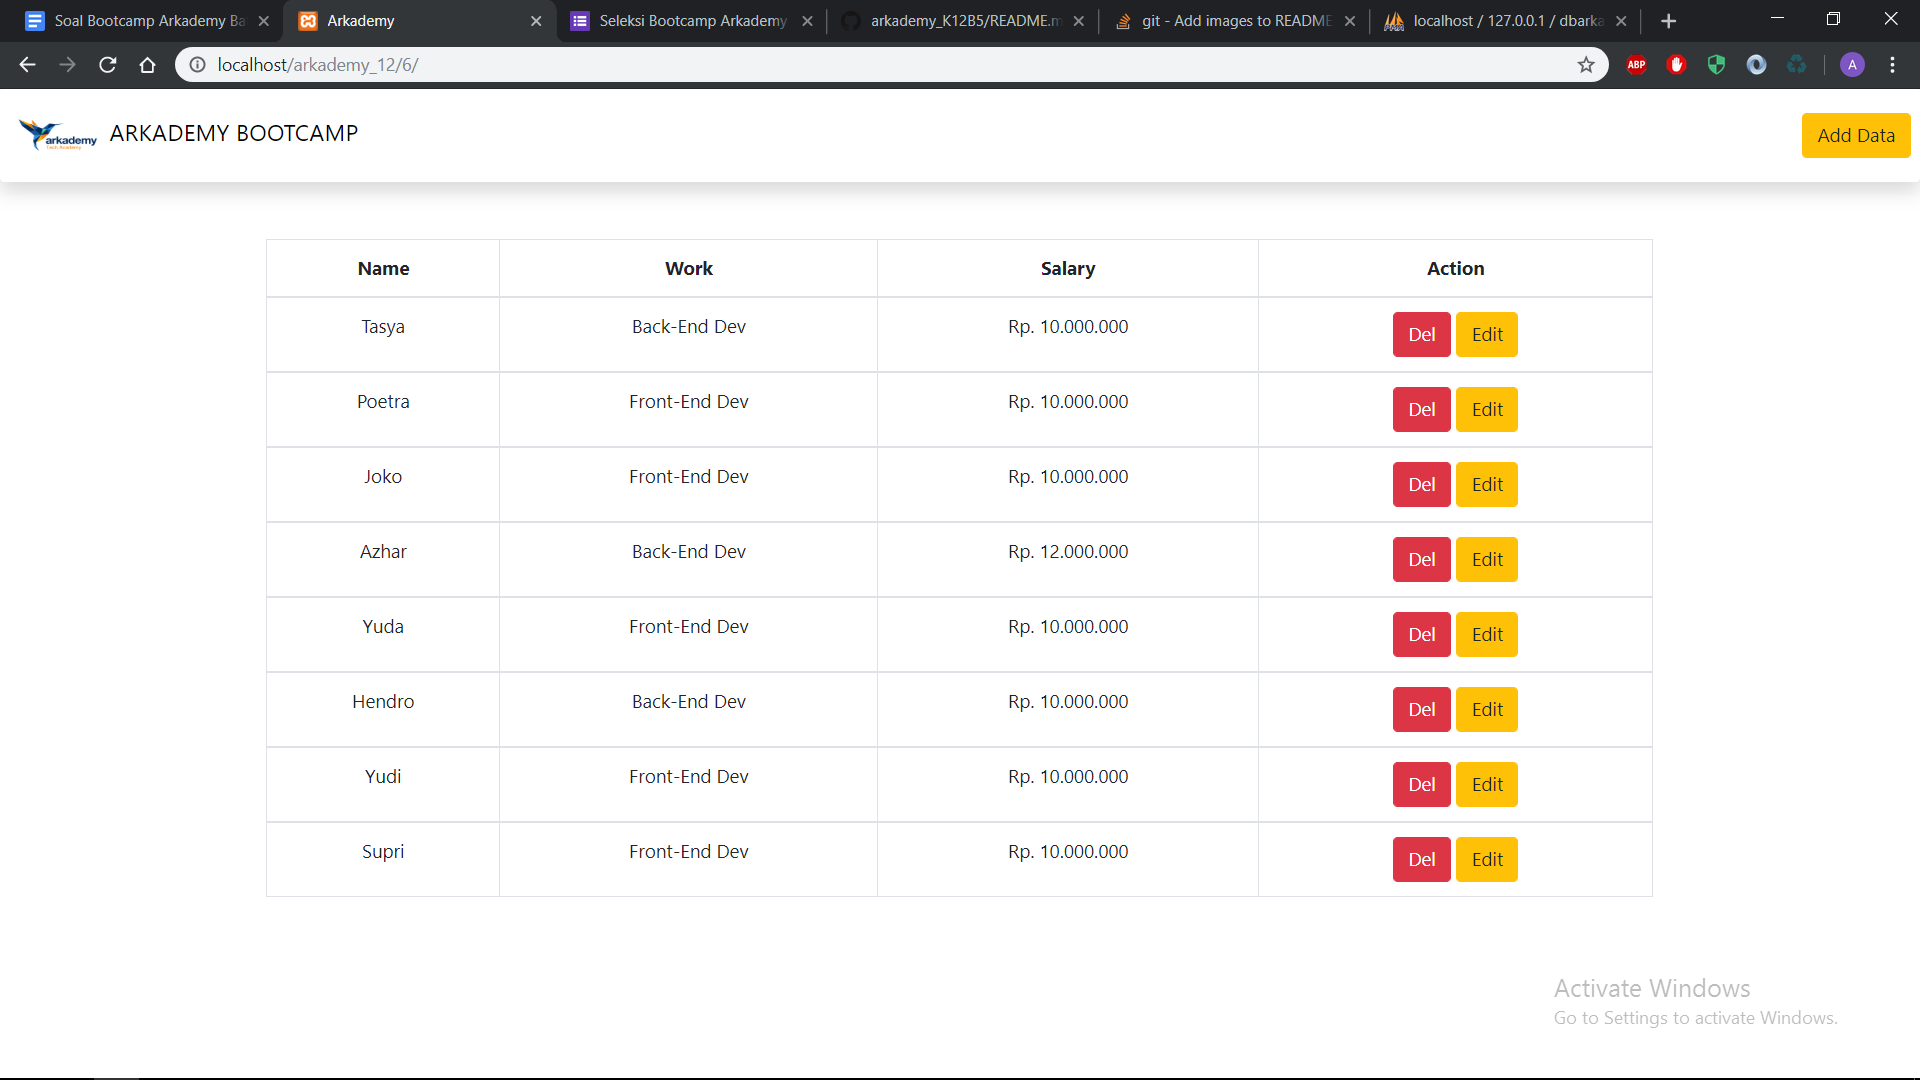 Soal Bootcamp Arkademy Ba
Arkademy
Seleksi Bootcamp Arkademy
arkademy_K12B5/README.m
git - Add images to README
localhost / 127.0.0.1 / dbarka
localhost/arkademy_12/6/
ABP
A
arkademy
Tech Academy
ARKADEMY BOOTCAMP
Add Data
Name Work Salary Action
Tasya Back-End Dev Rp. 10.000.000 Del Edit
Poetra Front-End Dev Rp. 10.000.000 Del Edit
Joko Front-End Dev Rp. 10.000.000 Del Edit
Azhar Back-End Dev Rp. 12.000.000 Del Edit
Yuda Front-End Dev Rp. 10.000.000 Del Edit
Hendro Back-End Dev Rp. 10.000.000 Del Edit
Yudi Front-End Dev Rp. 10.000.000 Del Edit
Supri Front-End Dev Rp. 10.000.000 Del Edit
Activate Windows
Go to Settings to activate Windows.